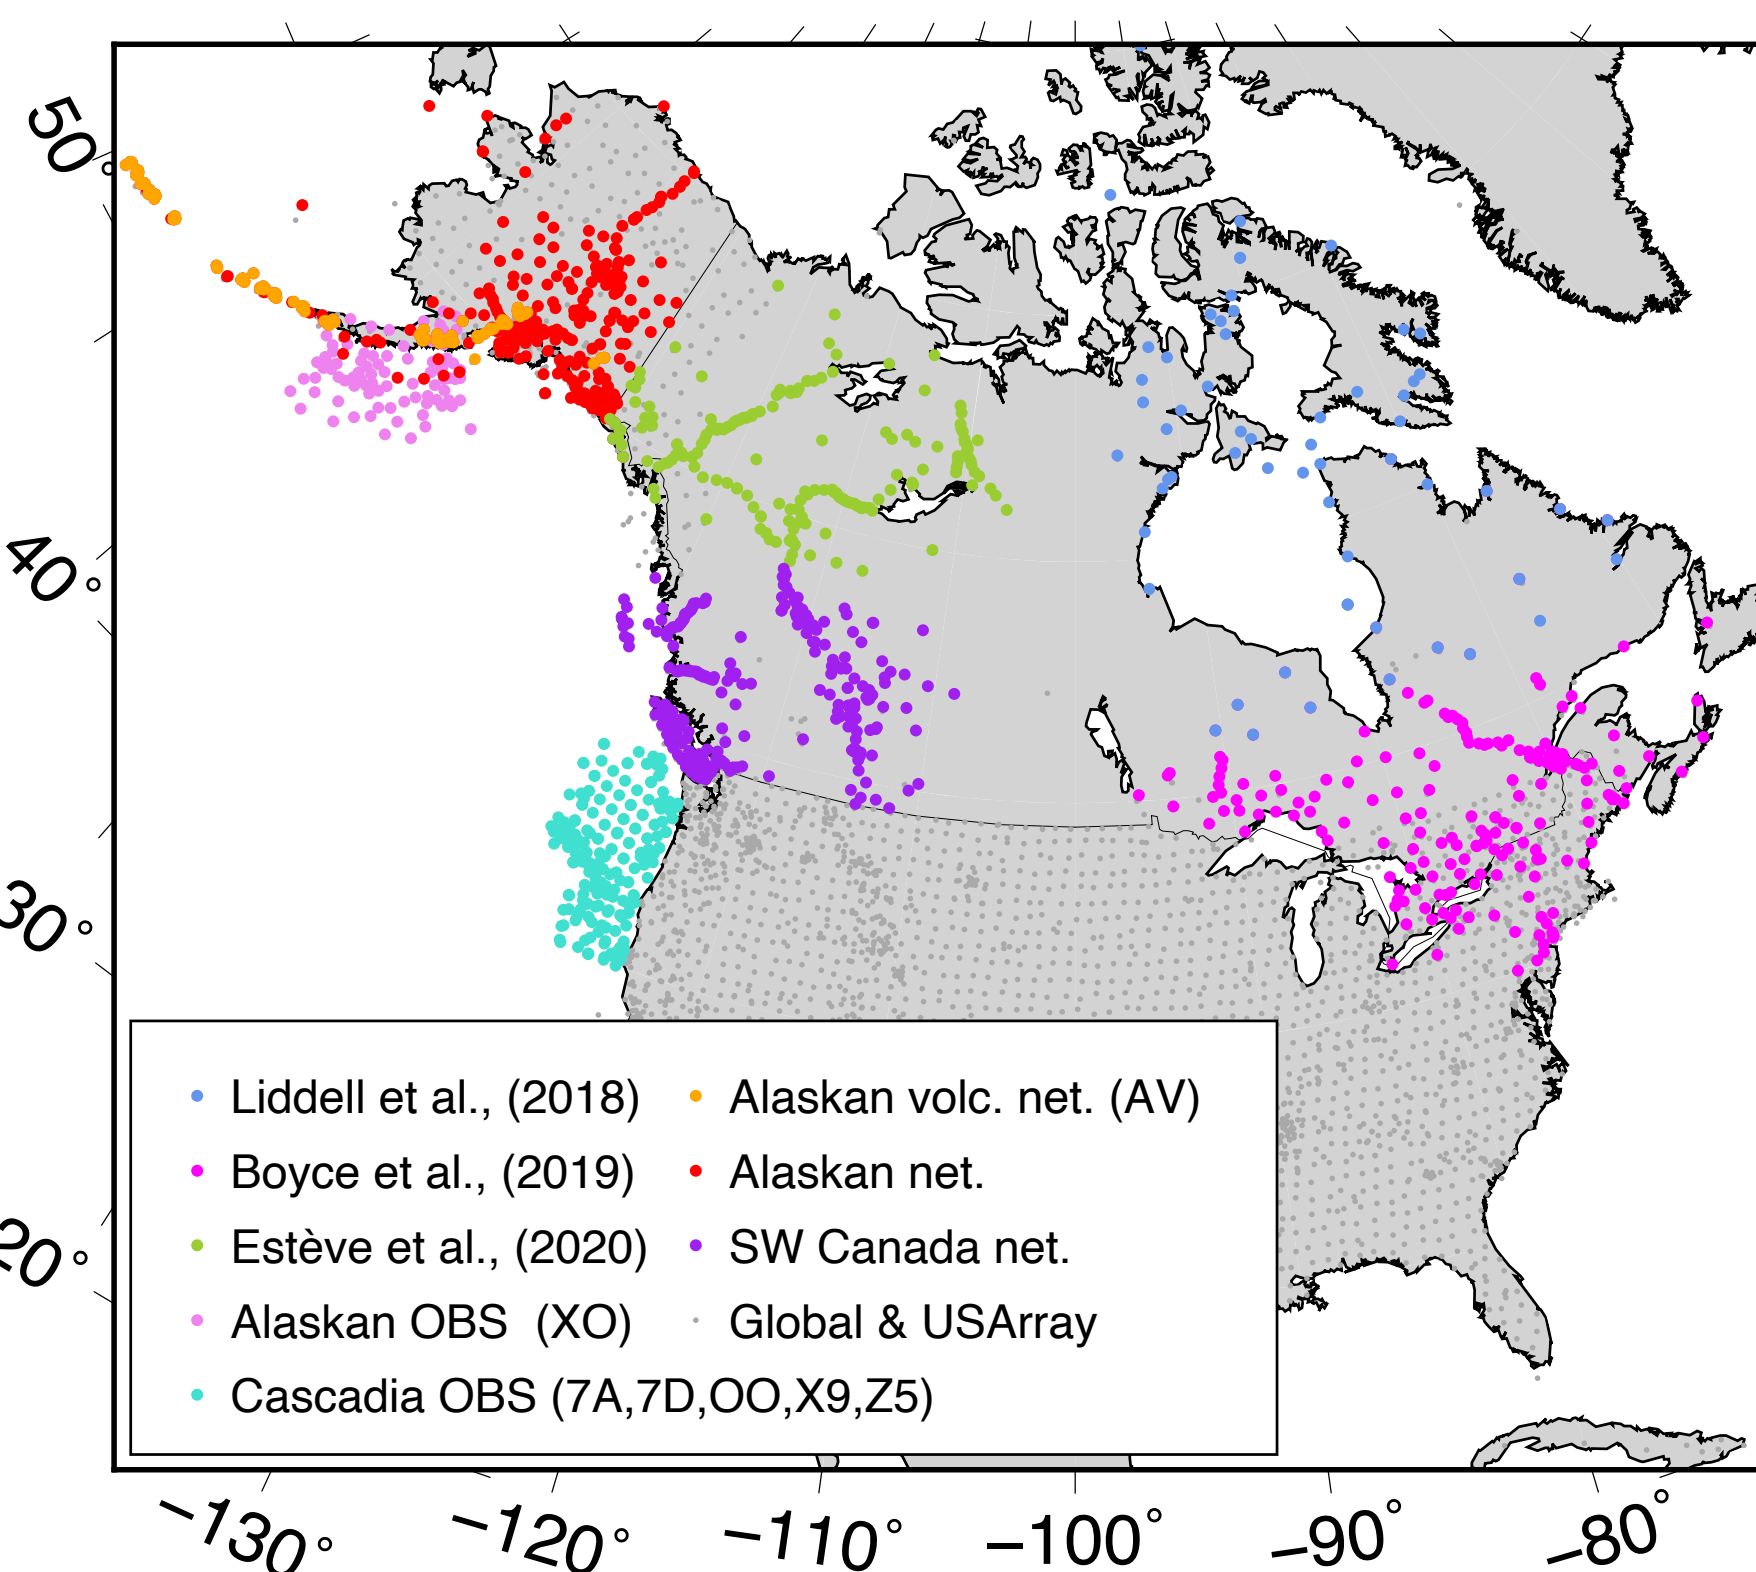 50°
40°
30°
20°
Liddell et al., (2018)
Alaskan volc. net. (AV)
Boyce et al., (2019)
Alaskan net.
Estève et al., (2020)
SW Canada net.
Alaskan OBS (XO)
Global & USArray
Cascadia OBS (7A,7D,OO,X9,Z5)
−130° −120° −110° −100° −90° −80°